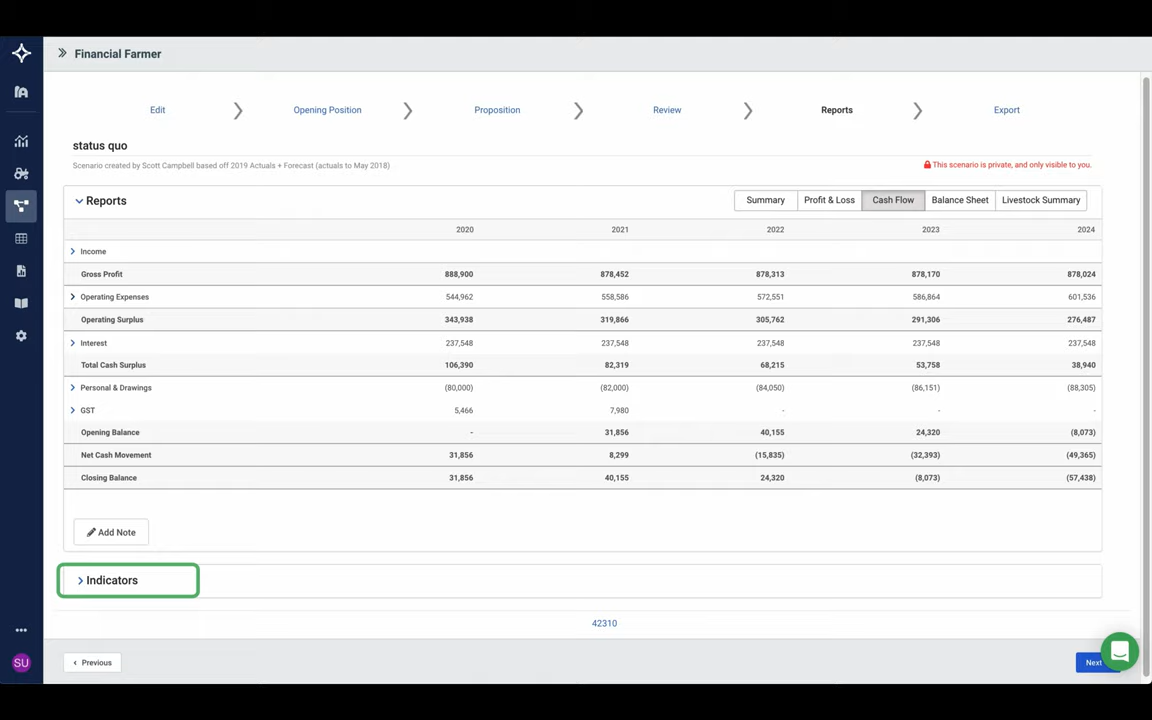 Financial Farmer
Edit Opening Position Proposition Review Reports Export
status quo
Scenario created by Scott Campbell based off 2019 Actuals + Forecast (actuals to May 2018) This scenario is private, and only visible to you.
Reports Summary Profit & Loss Cash Flow Balance Sheet Livestock Summary
2020 2021 2022 2023 2024
Income
Gross Profit 888,900 878,452 878,313 878,170 878,024
Operating Expenses 544,962 558,586 572,551 586,864 601,536
Operating Surplus 343,938 319,866 305,762 291,306 276,487
Interest 237,548 237,548 237,548 237,548 237,548
Total Cash Surplus 106,390 82,319 68,215 53,758 38,940
Personal & Drawings (80,000) (82,000) (84,050) (86,151) (88,305)
GST 5,466 7,980 - - -
Opening Balance - 31,856 40,155 24,320 (8,073)
Net Cash Movement 31,856 8,299 (15,835) (32,393) (49,365)
Closing Balance 31,856 40,155 24,320 (8,073) (57,438)
Add Note
Indicators
42310
SU Previous Next